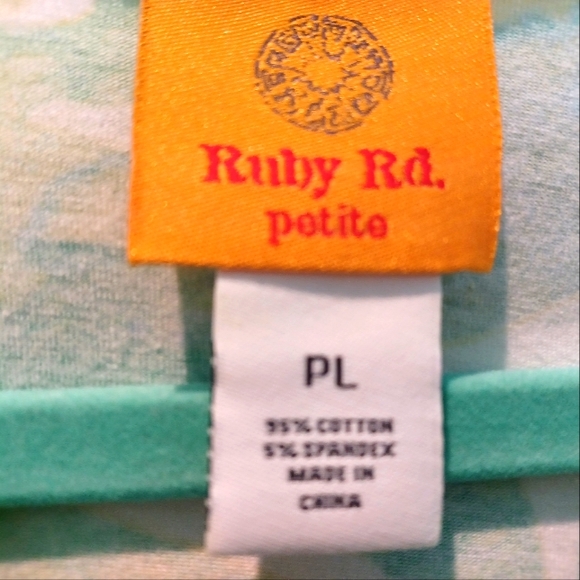 Ruby Rd.
petite
PL
95% COTTON
5% SPANDEX
MADE IN
CHINA